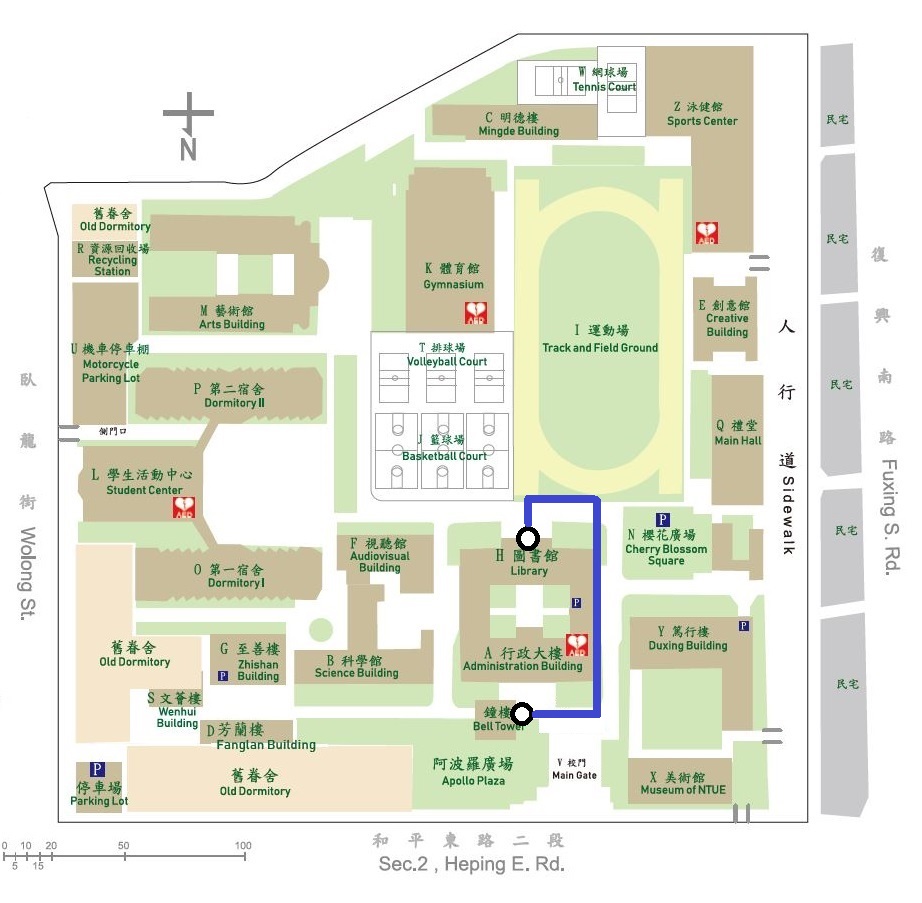 W 網球場
Tennis Court
C 明德樓
Mingde Building
Z 泳健館
Sports Center
民宅
N
舊眷舍
Old Dormitory
R 資源回收場
Recycling
Station
K 體育館
Gymnasium
AED
AED
民宅
復興南路
Fuxing S. Rd.
M 藝術館
Arts Building
E 創意館
Creative
Building
人行道 Sidewalk
I 運動場
Track and Field Ground
U 機車停車棚
Motorcycle
Parking Lot
T 排球場
Volleyball Court
P 第二宿舍
Dormitory II
民宅
臥龍街 Wolong St.
側門口
J 籃球場
Basketball Court
Q 禮堂
Main Hall
L 學生活動中心
Student Center
AED
P
N 櫻花廣場
Cherry Blossom
Square
民宅
F 視聽館
Audiovisual
Building
H 圖書館
Library
O 第一宿舍
Dormitory I
P
Y 篤行樓
Duxing Building
P
舊眷舍
Old Dormitory
G 至善樓
Zhishan
Building
P
B 科學館
Science Building
A 行政大樓
Administration Building
AED
民宅
S 文薈樓
Wenhui
Building
鐘樓
Bell Tower
D 芳蘭樓
Fanglan Building
P
停車場
Parking Lot
舊眷舍
Old Dormitory
阿波羅廣場
Apollo Plaza
V 校門
Main Gate
X 美術館
Museum of NTUE
0 10 20 50 100
5 15
和平東路二段
Sec.2 , Heping E. Rd.